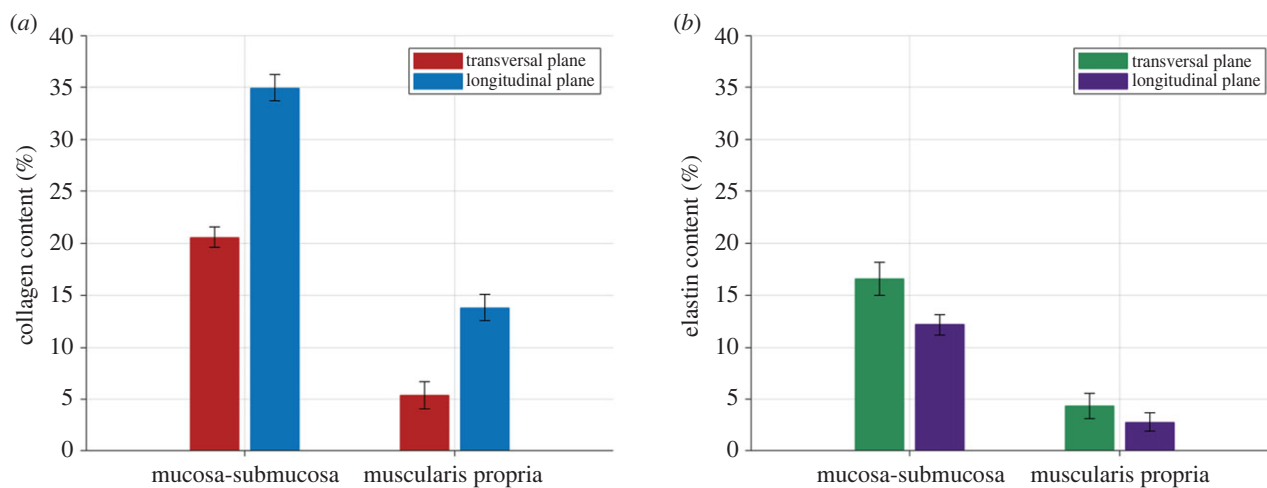 (a)
40
35
30
25
20
15
10
5
0
collagen content (%)
transversal plane
longitudinal plane
mucosa-submucosa
muscularis propria
(b)
40
35
30
25
20
15
10
5
0
elastin content (%)
transversal plane
longitudinal plane
mucosa-submucosa
muscularis propria